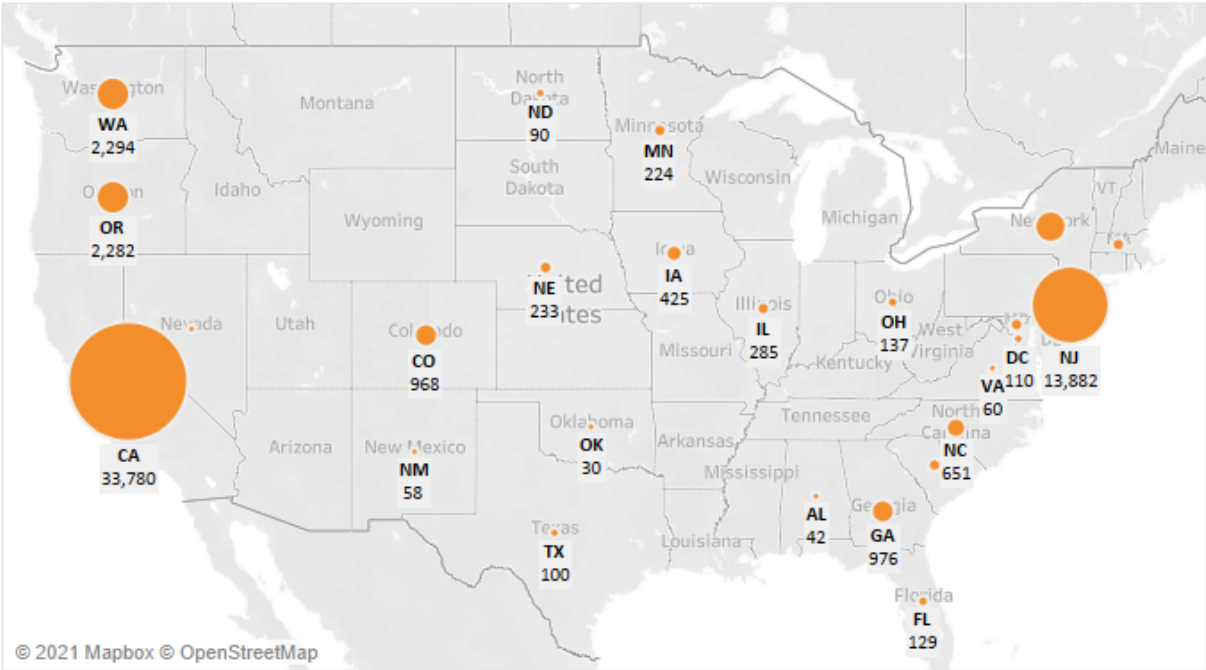 Washington
WA
2,294
Oregon
OR
2,282
Montana
Idaho
Wyoming
Nevada
Utah
Colorado
CO
968
CA
33,780
Arizona
New Mexico
NM
58
North
Dakota
ND
90
South
Dakota
NE
233
United
States
Minnesota
MN
224
Wisconsin
Iowa
IA
425
Michigan
Illinois
IL
285
Missouri
Ohio
OH
137
West
Virginia
Kentucky
Tennessee
Oklahoma
OK
30
Arkansas
Texas
TX
100
Louisiana
Mississippi
AL
42
Georgia
GA
976
Florida
FL
129
North
Carolina
NC
651
VA
60
DC
110
MD
NJ
13,882
New York
VT
Maine
© 2021 Mapbox © OpenStreetMap